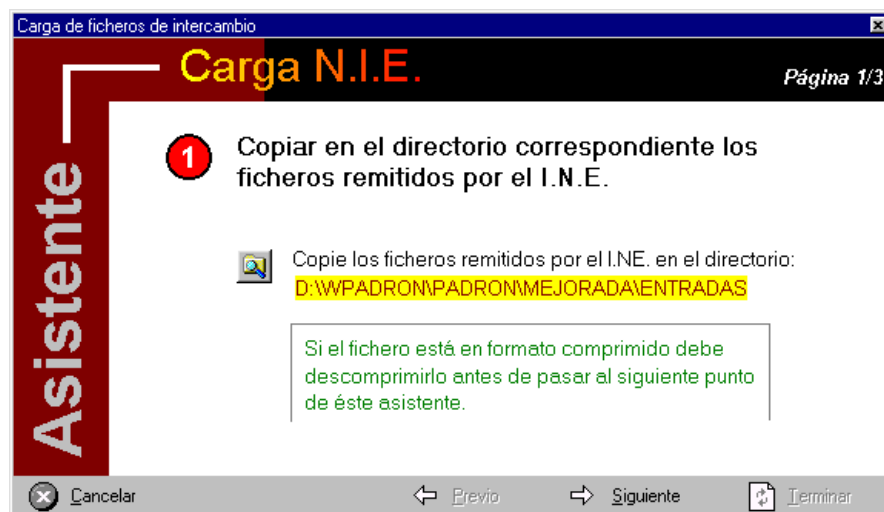 Carga de ficheros de intercambio
Carga N.I.E.
Página 1/3
Asistente
1
Copiar en el directorio correspondiente los
ficheros remitidos por el I.N.E.
Copie los ficheros remitidos por el I.NE. en el directorio:
D:\WPADRON\PADRON\MEJORADA\ENTRADAS
Si el fichero está en formato comprimido debe
descomprimirlo antes de pasar al siguiente punto
de éste asistente.
Cancelar
Previo
Siguiente
Terminar